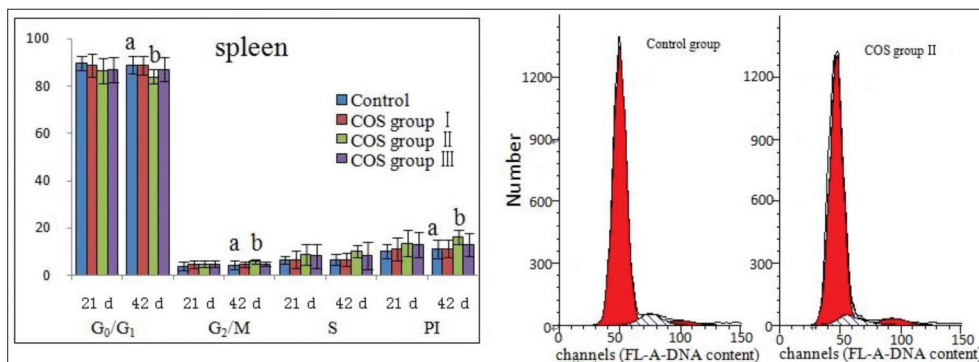 spleen
100
80
60
40
20
0
a
b
a
b
a
b
Control
COS group Ⅰ
COS group Ⅱ
COS group Ⅲ
21 d 42 d 21 d 42 d 21 d 42 d 21 d 42 d
G₀/G₁ G₂/M S PI
Control group
Number
1200
900
600
300
0
0 50 100 150
channels (FL-A-DNA content)
COS group II
1200
900
600
300
0
0 50 100 150
channels (FL-A-DNA content)